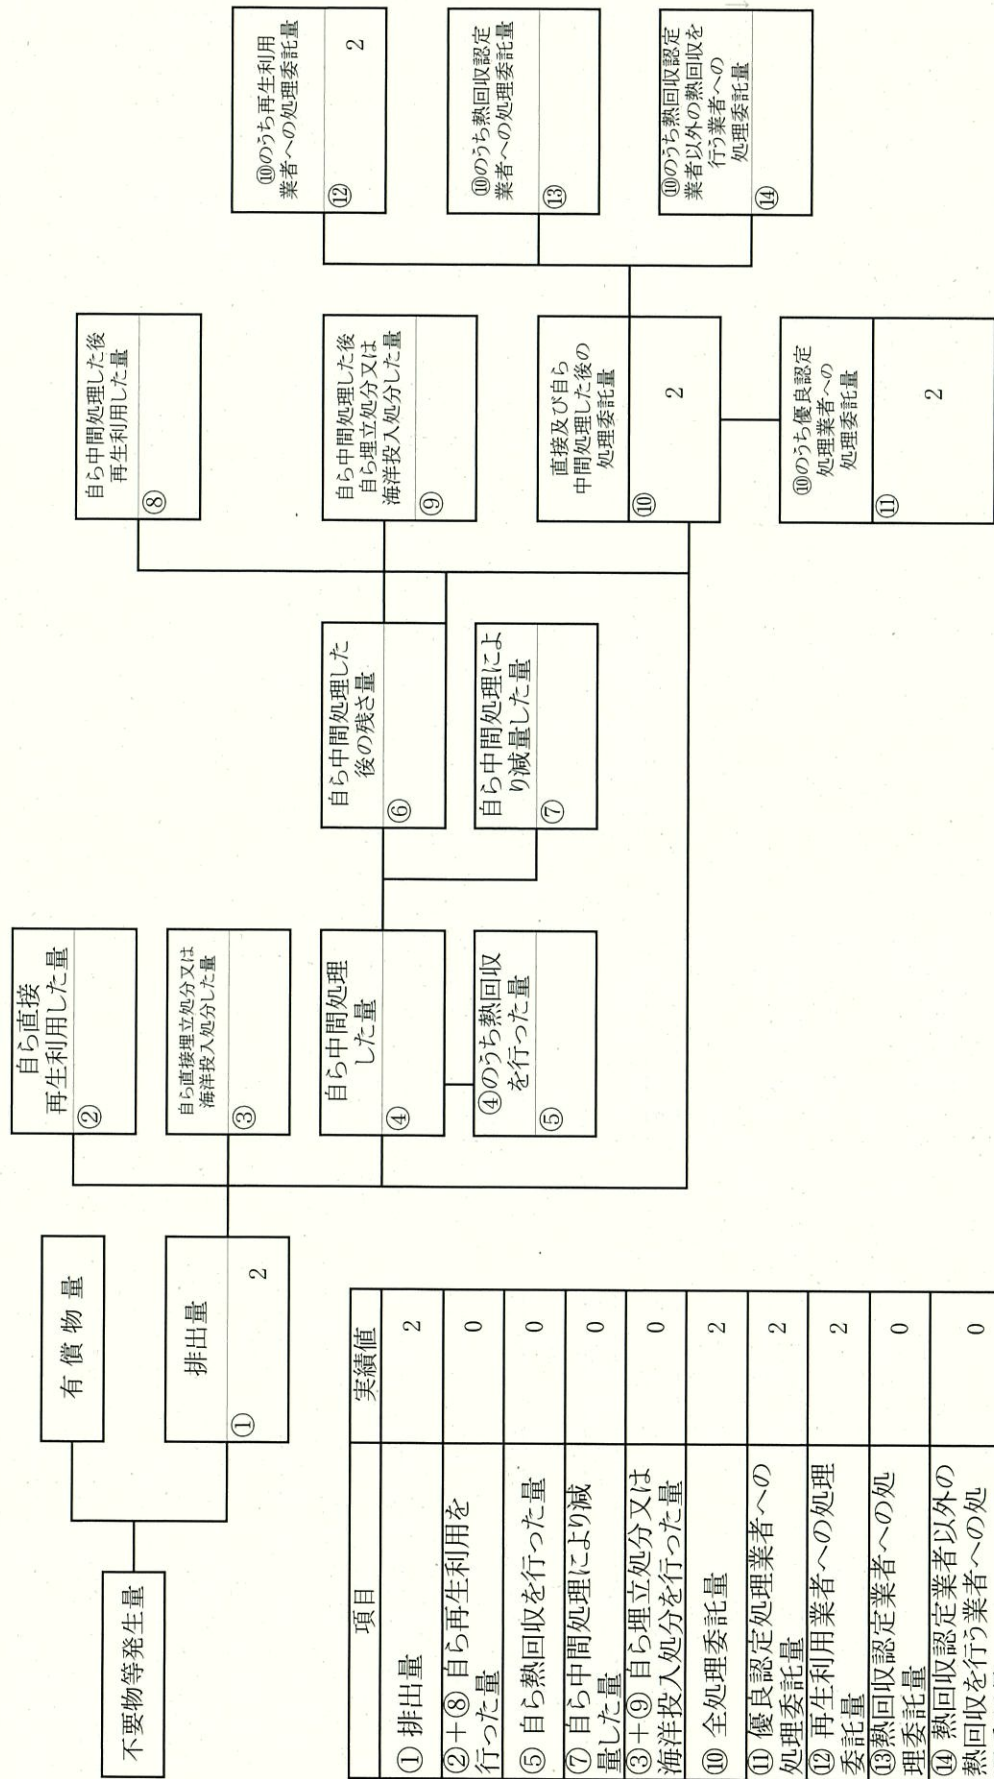 不要物等発生量
有償物量
排出量
①
2
自ら直接
再生利用した量
②
自ら直接埋立処分又は
海洋投入処分した量
③
自ら中間処理
した量
④
④のうち熱回収
を行った量
⑤
自ら中間処理した
後の残さ量
⑥
自ら中間処理によ
り減量した量
⑦
自ら中間処理した後
再生利用した量
⑧
自ら中間処理した後
自ら埋立処分又は
海洋投入処分した量
⑨
直接及び自ら
中間処理した後の
処理委託量
⑩
2
⑩のうち優良認定
処理業者への
処理委託量
⑪
2
⑩のうち再生利用
業者への処理委託量
⑫
2
⑩のうち熱回収認定
業者への処理委託量
⑬
⑩のうち熱回収認定
業者以外の熱回収を
行う業者への
処理委託量
⑭
項目 実績値
① 排出量 2
②+⑧ 自ら再生利用を
行った量 0
⑤ 自ら熱回収を行った量 0
⑦ 自ら中間処理により減
量した量 0
③+⑨ 自ら埋立処分又は
海洋投入処分を行った量 0
⑩ 全処理委託量 2
⑪ 優良認定処理業者への
処理委託量 2
⑫ 再生利用業者への処理
委託量 2
⑬熱回収認定業者への処
理委託量 0
⑭ 熱回収認定業者以外の
熱回収を行う業者への処 0